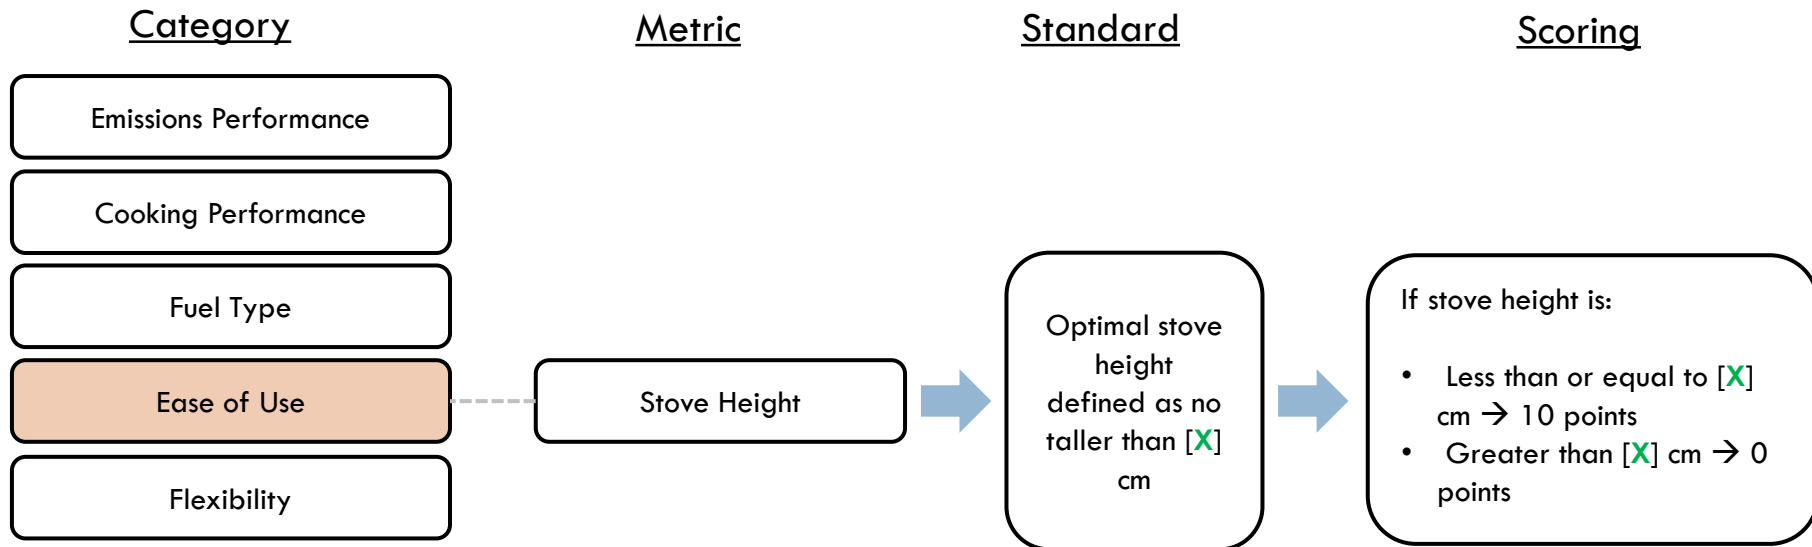 Category
Metric
Standard
Scoring
Emissions Performance
Cooking Performance
Fuel Type
Ease of Use
Flexibility
Stove Height
Optimal stove
height
defined as no
taller than [X]
cm
If stove height is:
• Less than or equal to [X]
cm → 10 points
• Greater than [X] cm → 0
points